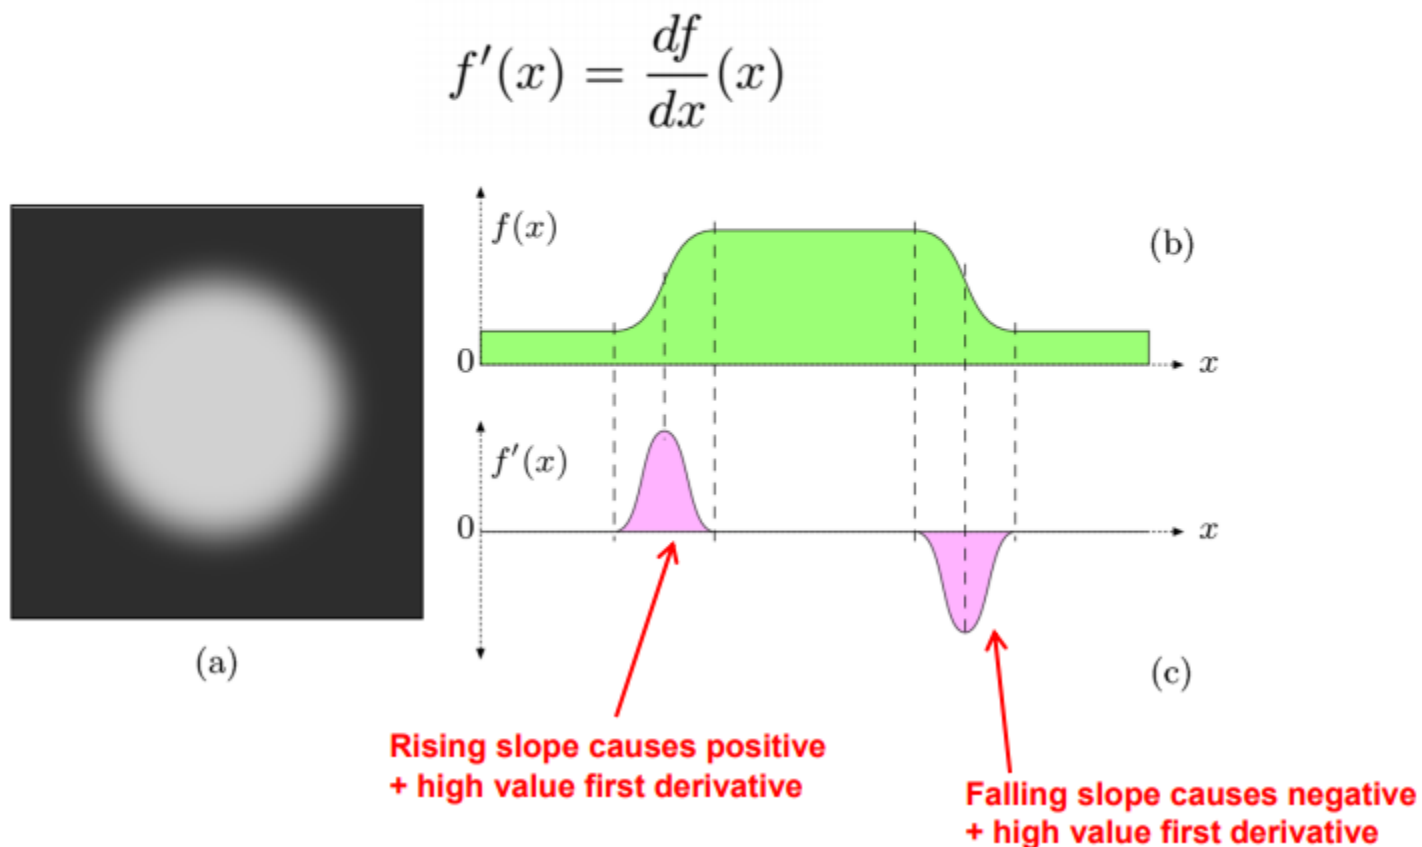 f′(x) = df/dx (x)
f(x)
(b)
0
x
f′(x)
0
x
(a)
(c)
Rising slope causes positive
+ high value first derivative
Falling slope causes negative
+ high value first derivative